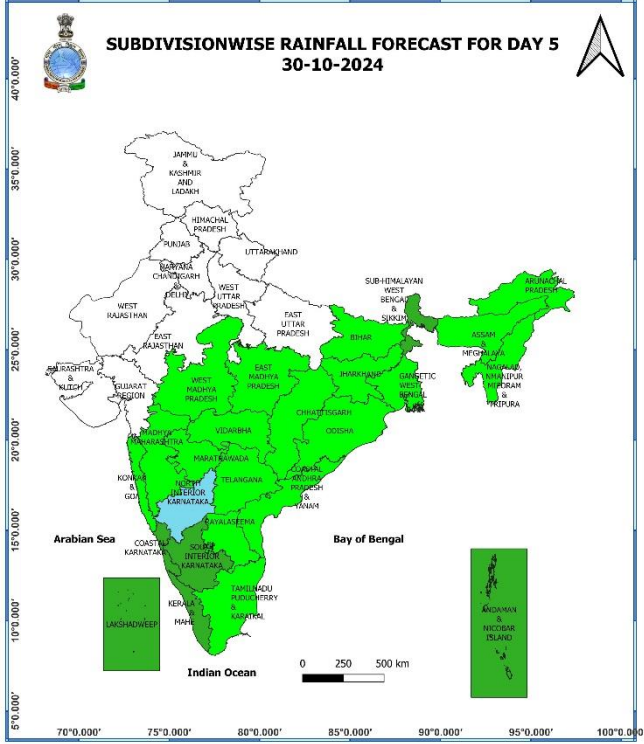 SUBDIVISIONWISE RAINFALL FORECAST FOR DAY 5
30-10-2024
40°0.000'
35°0.000'
30°0.000'
25°0.000'
20°0.000'
15°0.000'
10°0.000'
5°0.000'
JAMMU
&
KASHMIR
AND
LADAKH
HIMACHAL
PRADESH
PUNJAB
UTTARAKHAND
HARYANA
CHANDIGARH
&
DELHI
WEST
UTTAR
PRADESH
EAST
UTTAR
PRADESH
WEST
RAJASTHAN
EAST
RAJASTHAN
SAURASHTRA
&
KUTCH
GUJARAT
REGION
SUB-HIMALAYAN
WEST
BENGAL
&
SIKKIM
ARUNACHAL
PRADESH
ASSAM
&
MEGHALAYA
NAGALAD,
MANIPUR
MIZORAM
&
TRIPURA
BIHAR
JHARKHAND
GANGETIC
WEST
BENGAL
WEST
MADHYA
PRADESH
EAST
MADHYA
PRADESH
CHHATTISGARH
ODISHA
VIDARBHA
MADHYA
MAHARASHTRA
MARATHWADA
KONKAN
&
GOA
TELANGANA
COASTAL
ANDHRA
PRADESH
&
YANAM
NORTH
INTERIOR
KARNATAKA
RAYALASEEMA
COASTAL
KARNATAKA
SOUTH
INTERIOR
KARNATAKA
KERALA
&
MAHE
TAMILNADU
PUDUCHERRY
&
KARAIKAL
Arabian Sea
Bay of Bengal
LAKSHADWEEP
ANDAMAN
&
NICOBAR
ISLAND
Indian Ocean
0 250 500 km
70°0.000' 75°0.000' 80°0.000' 85°0.000' 90°0.000' 95°0.000' 100°0.000'